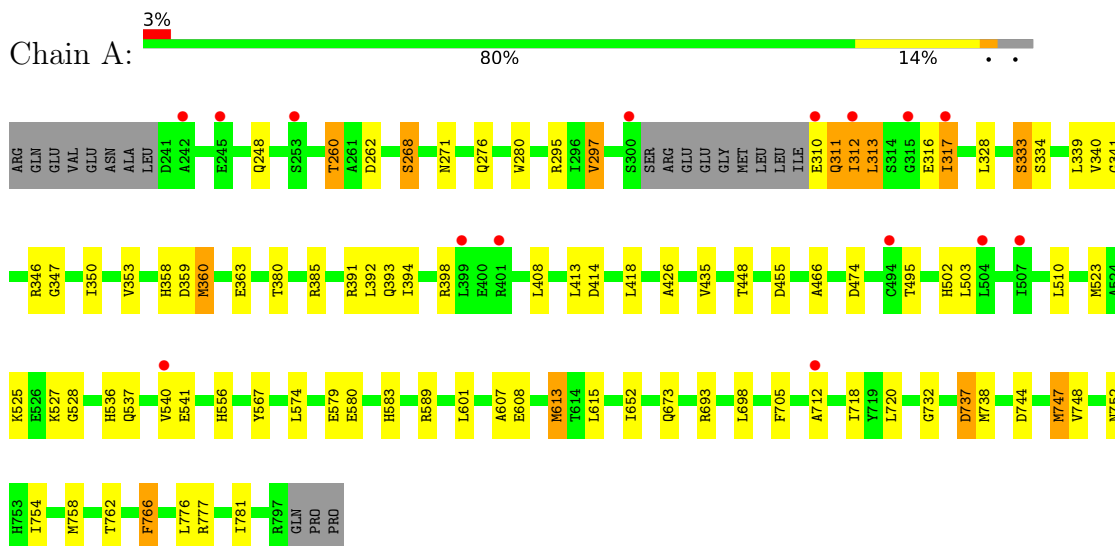 3%
Chain A:
80% 14% • •
ARG GLN GLU VAL GLU ASN ALA LEU D241 A242 E245 Q248 S253 T260 A261 D262 S268 N271 Q276 W280 R295 I296 V297 S300 SER ARG GLU GLU GLY MET LEU LEU ILE E310 Q311 I312 L313 S314 G315 E316 I317 L328 S333 S334 L339 V340 G341
R346 G347 I350 V353 H358 D359 M360 E363 T380 R385 R391 L392 Q393 I394 R398 L399 E400 R401 L408 L413 D414 L418 A426 V435 T448 D455 A466 D474 C494 T495 H502 L503 L504 I507 L510 M523 A524
K525 E526 K527 G528 H536 Q537 V540 E541 H556 Y567 L574 E579 E580 H583 R589 L601 A607 E608 M613 T614 L615 I652 Q673 R693 L698 F705 A712 I718 Y719 L720 G732 D737 M738 D744 M747 V748 N752
H753 I754 M758 T762 F766 L776 R777 I781 R797 GLN PRO PRO